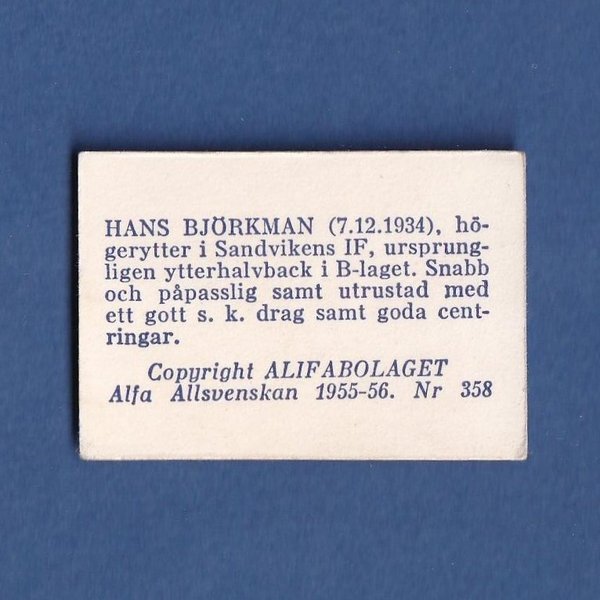 HANS BJÖRKMAN (7.12.1934), hö-
gerytter i Sandvikens IF, ursprung-
ligen ytterhalvback i B-laget. Snabb
och påpasslig samt utrustad med
ett gott s. k. drag samt goda cent-
ringar.
Copyright ALIFABOLAGET
Alfa Allsvenskan 1955-56. Nr 358